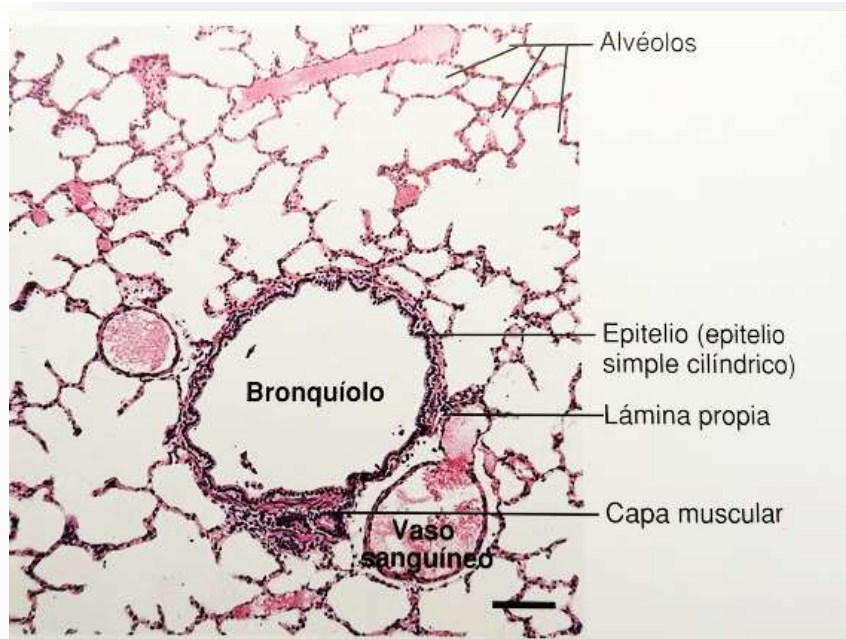 Alvéolos
Epitelio (epitelio
simple cilíndrico)
Bronquíolo
Lámina propia
Capa muscular
Vaso
sanguíneo